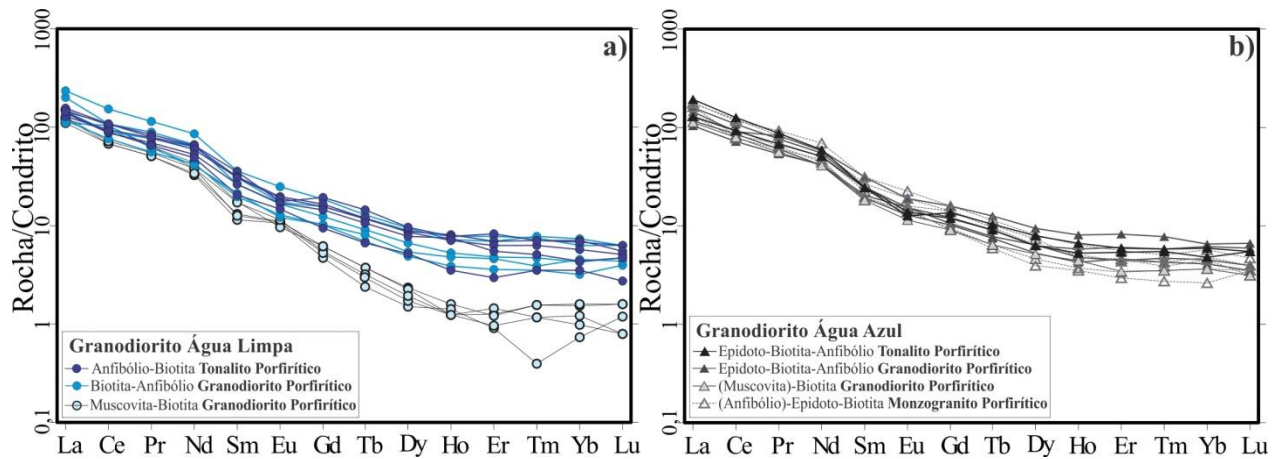 a)
Rocha/Condrito
1000
100
10
1
0,1
Granodiorito Água Limpa
Anfibólio-Biotita Tonalito Porfirítico
Biotita-Anfibólio Granodiorito Porfirítico
Muscovita-Biotita Granodiorito Porfirítico
La Ce Pr Nd Sm Eu Gd Tb Dy Ho Er Tm Yb Lu
b)
Rocha/Condrito
1000
100
10
1
0,1
Granodiorito Água Azul
Epidoto-Biotita-Anfibólio Tonalito Porfirítico
Epidoto-Biotita-Anfibólio Granodiorito Porfirítico
(Muscovita)-Biotita Granodiorito Porfirítico
(Anfibólio)-Epidoto-Biotita Monzogranito Porfirítico
La Ce Pr Nd Sm Eu Gd Tb Dy Ho Er Tm Yb Lu